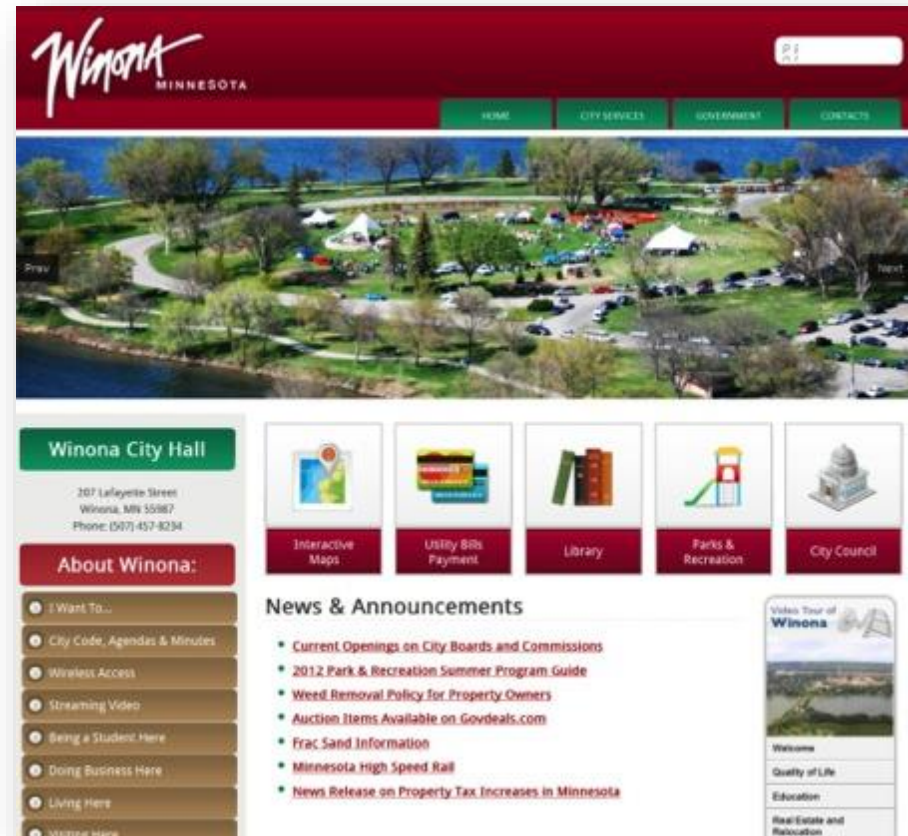 Winona
MINNESOTA
HOME
CITY SERVICES
GOVERNMENT
CONTACTS
Prev
Next
Winona City Hall
207 Lafayette Street
Winona, MN 55987
Phone: (507) 457-8234
About Winona:
I Want To...
City Code, Agendas & Minutes
Wireless Access
Streaming Video
Being a Student Here
Doing Business Here
Living Here
Visiting Here
Interactive
Maps
Utility Bills
Payment
Library
Parks &
Recreation
City Council
News & Announcements
Current Openings on City Boards and Commissions
2012 Park & Recreation Summer Program Guide
Weed Removal Policy for Property Owners
Auction Items Available on Govdeals.com
Frac Sand Information
Minnesota High Speed Rail
News Release on Property Tax Increases in Minnesota
Video Tour of
Winona
Welcome
Quality of Life
Education
Real Estate and
Relocation